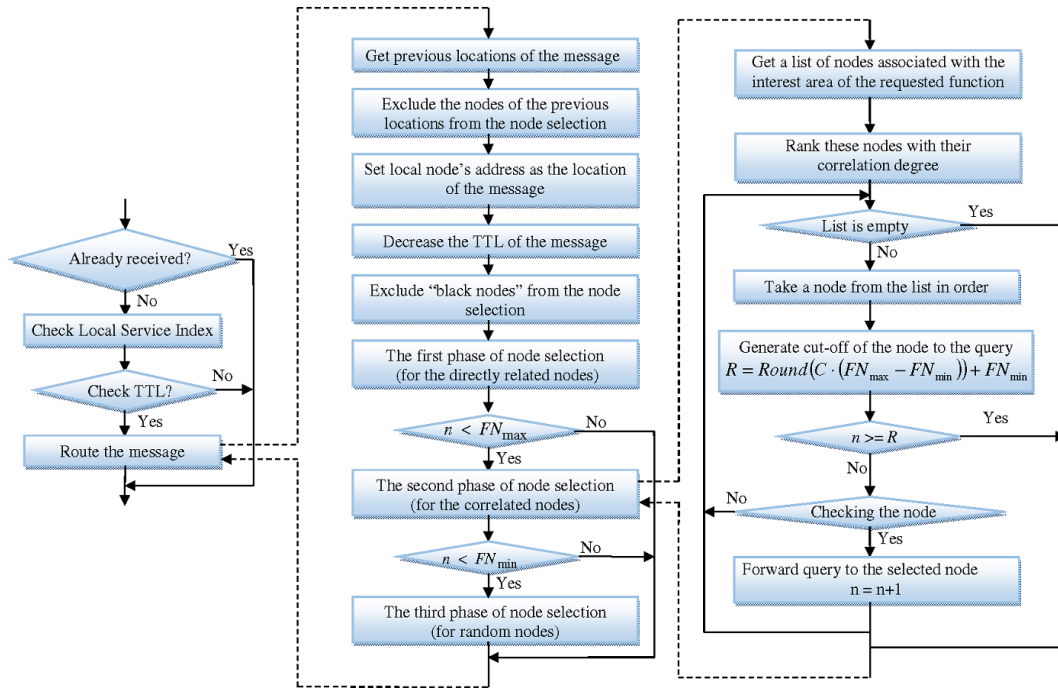 Already received?
Yes
No
Check Local Service Index
Check TTL?
No
Yes
Route the message
Get previous locations of the message
Exclude the nodes of the previous
locations from the node selection
Set local node's address as the location
of the message
Decrease the TTL of the message
Exclude “black nodes” from the node
selection
The first phase of node selection
(for the directly related nodes)
n < FNmax
No
Yes
The second phase of node selection
(for the correlated nodes)
n < FNmin
No
Yes
The third phase of node selection
(for random nodes)
Get a list of nodes associated with the
interest area of the requested function
Rank these nodes with their
correlation degree
List is empty
Yes
No
Take a node from the list in order
Generate cut-off of the node to the query
R = Round(C · (FNmax − FNmin)) + FNmin
n >= R
Yes
No
Checking the node
No
Yes
Forward query to the selected node
n = n+1